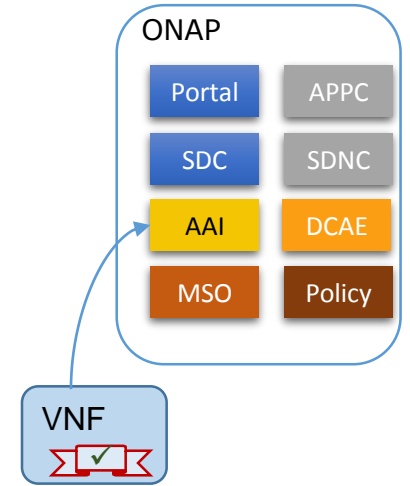 ONAP
Portal
APPC
SDC
SDNC
AAI
DCAE
MSO
Policy
VNF